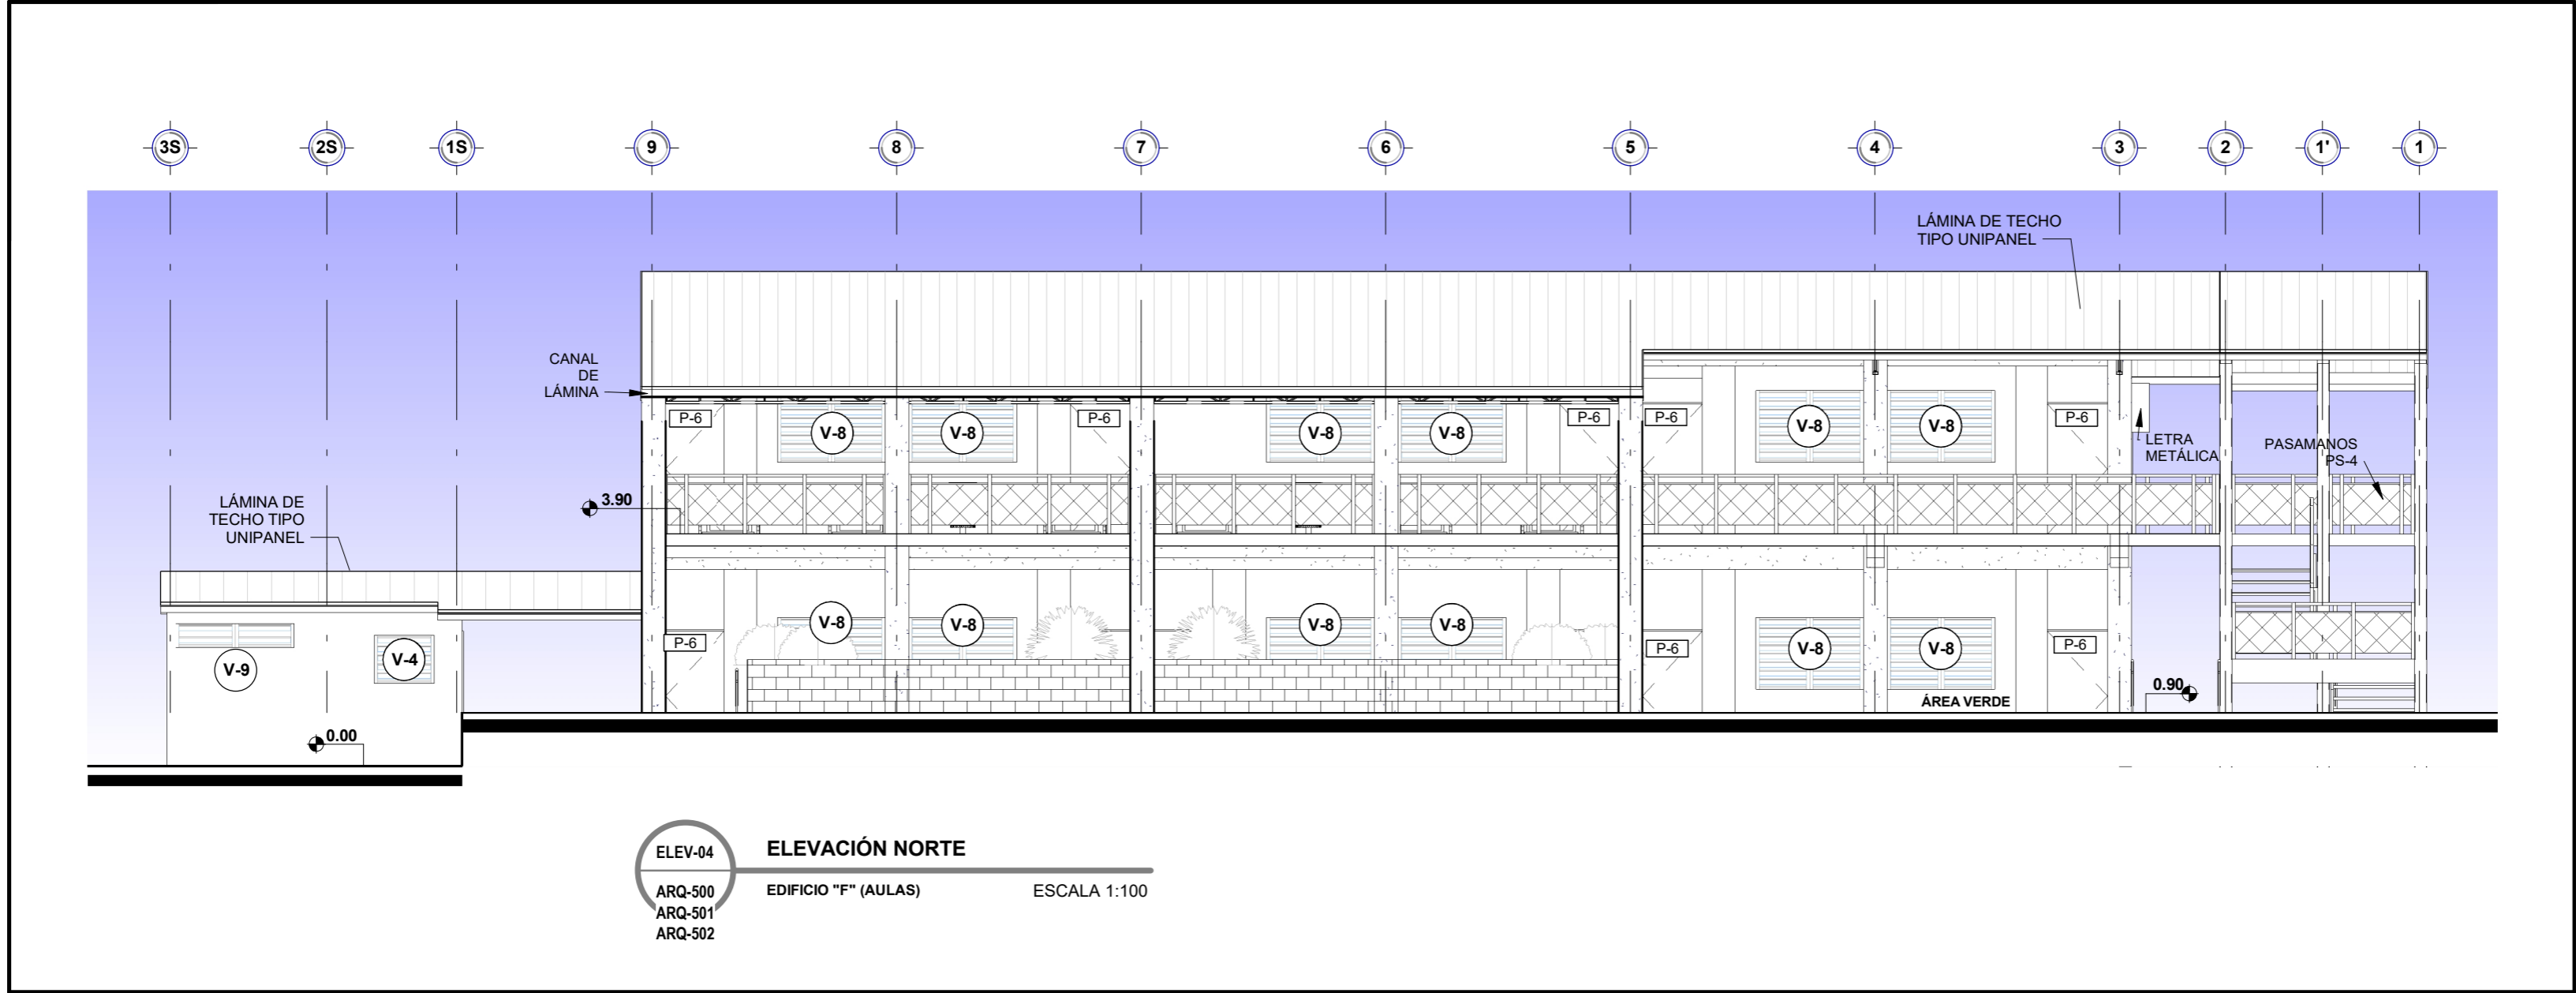 3S 2S 1S 9 8 7 6 5 4 3 2 1' 1
LÁMINA DE TECHO
TIPO UNIPANEL
CANAL
DE
LÁMINA
P-6 V-8 V-8 P-6 V-8 V-8 P-6 P-6 V-8 V-8 P-6
LETRA
METÁLICA
PASAMANOS
PS-4
3.90
LÁMINA DE
TECHO TIPO
UNIPANEL
V-9 V-4 P-6 V-8 V-8 V-8 V-8 P-6 V-8 V-8 P-6
0.90
ÁREA VERDE
0.00
ELEV-04
ARQ-500
ARQ-501
ARQ-502
ELEVACIÓN NORTE
EDIFICIO "F" (AULAS) ESCALA 1:100